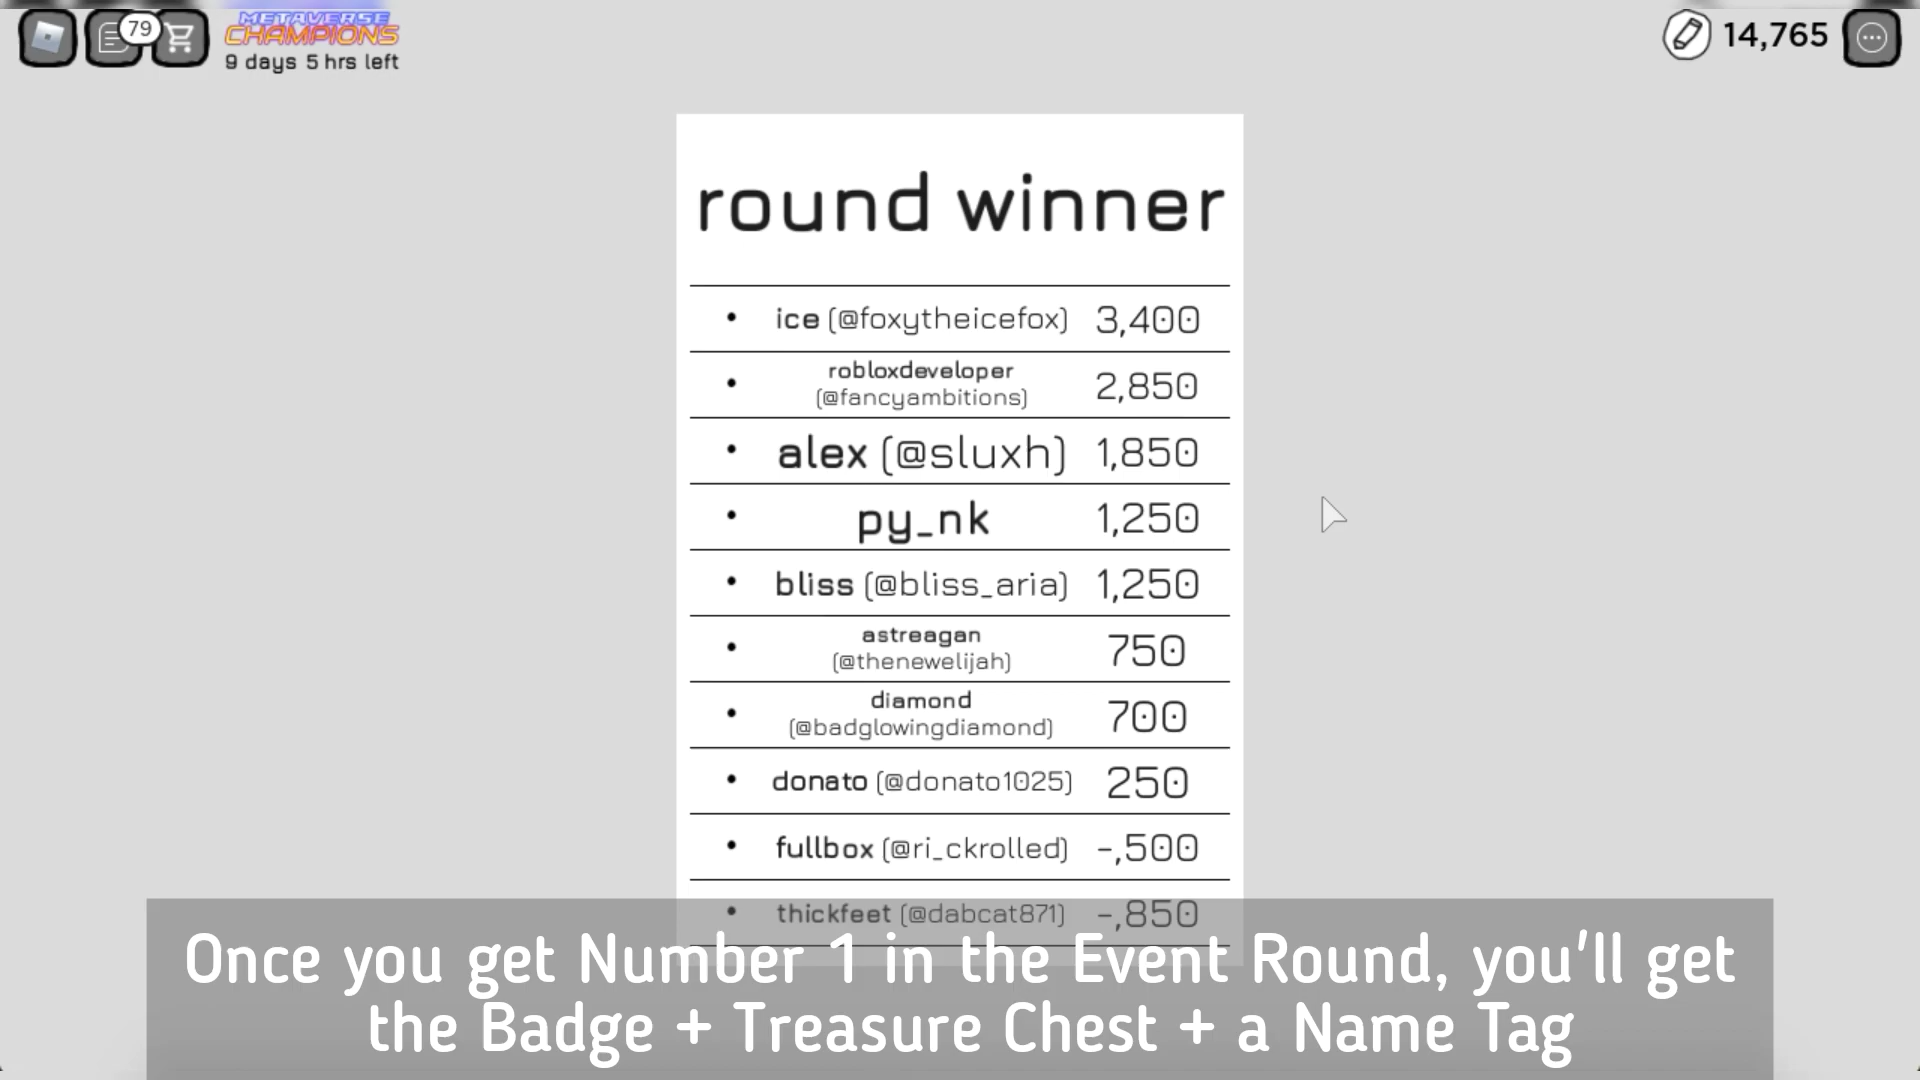 79
METAVERSE
CHAMPIONS
9 days 5 hrs left
14,765
round winner
• ice (@foxytheicefox) 3,400
• robloxdeveloper
(@fancyambitions) 2,850
• alex (@sluxh) 1,850
• py_nk 1,250
• bliss (@bliss_aria) 1,250
• astreagan
(@thenewelijah) 750
• diamond
(@badglowingdiamond) 700
• donato (@donato1025) 250
• fullbox (@ri_ckrolled) -,500
• thickfeet (@dabcat871) -,850
Once you get Number 1 in the Event Round, you'll get
the Badge + Treasure Chest + a Name Tag